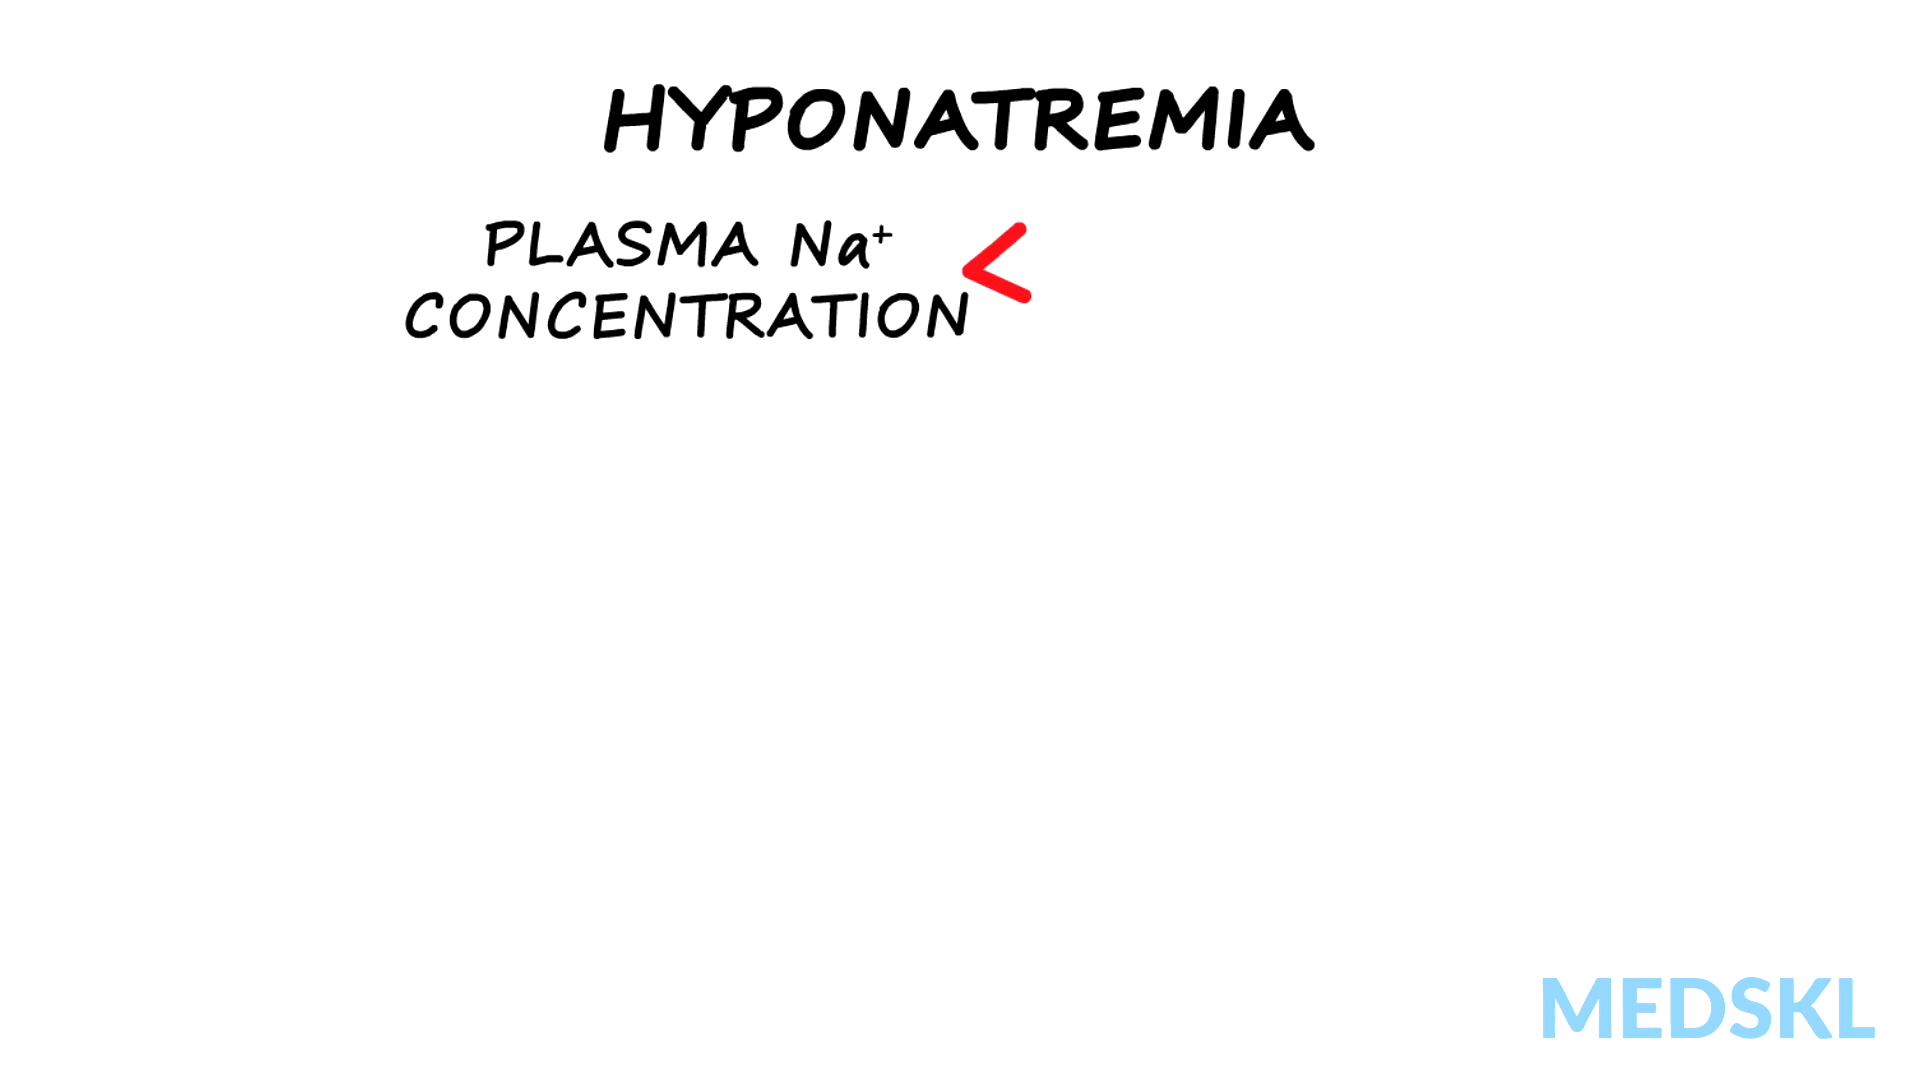 HYPONATREMIA
PLASMA Na⁺ <
CONCENTRATION
MEDSKL